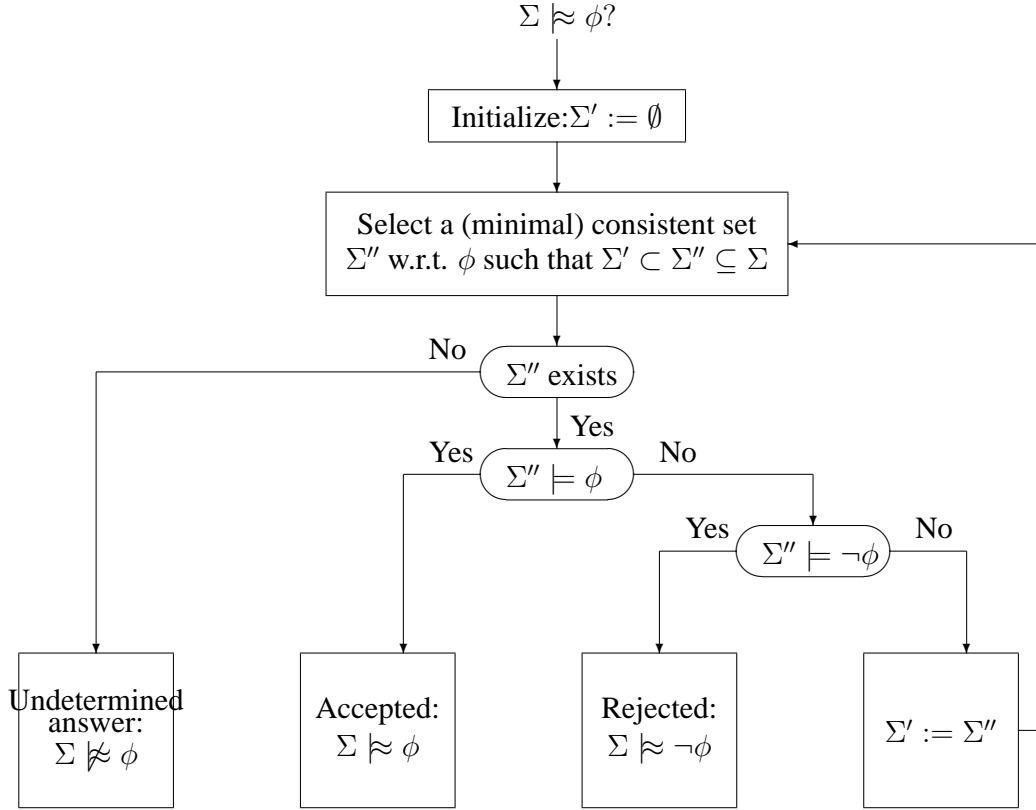 Σ |≈ φ?
Initialize:Σ′ := ∅
Select a (minimal) consistent set
Σ″ w.r.t. φ such that Σ′ ⊂ Σ″ ⊆ Σ
No
Σ″ exists
Yes
Yes
Σ″ |= φ
No
Yes
Σ″ |= ¬φ
No
Undetermined
answer:
Σ |≉ φ
Accepted:
Σ |≈ φ
Rejected:
Σ |≈ ¬φ
Σ′ := Σ″